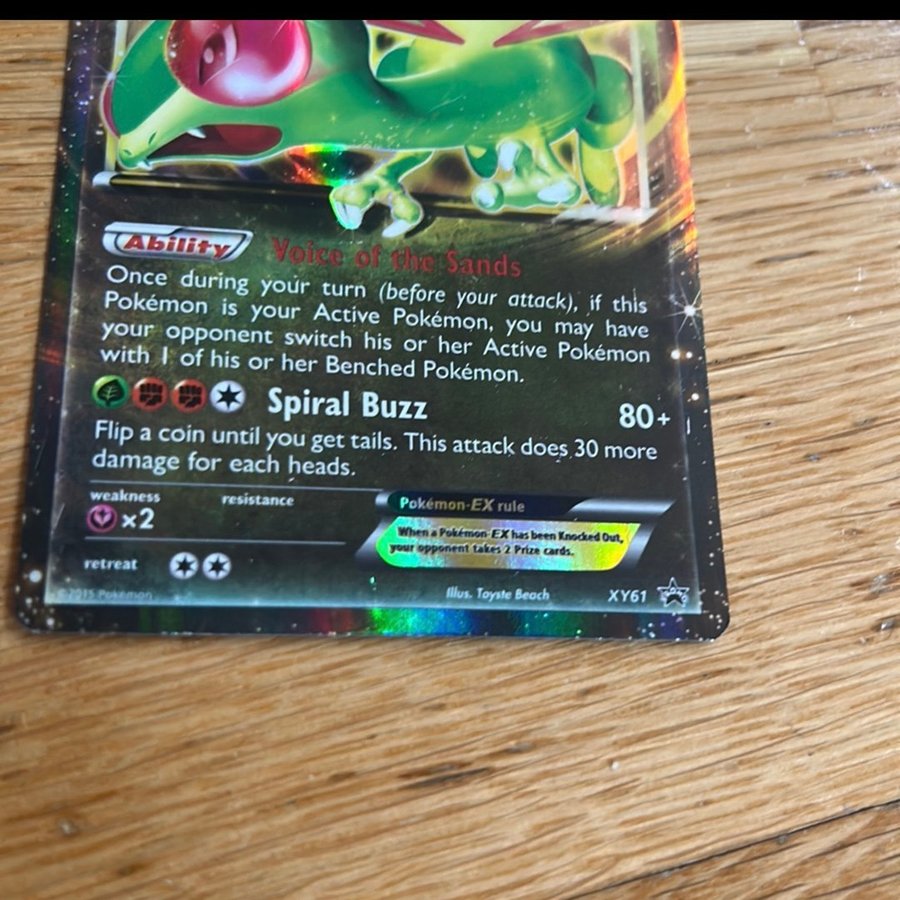 Ability Voice of the Sands
Once during your turn (before your attack), if this
Pokémon is your Active Pokémon, you may have
your opponent switch his or her Active Pokémon
with 1 of his or her Benched Pokémon.
Spiral Buzz 80+
Flip a coin until you get tails. This attack does 30 more
damage for each heads.
weakness resistance
×2
Pokémon-EX rule
When a Pokémon-EX has been Knocked Out,
your opponent takes 2 Prize cards.
retreat
©2015 Pokémon Illus. Toyste Beach XY61